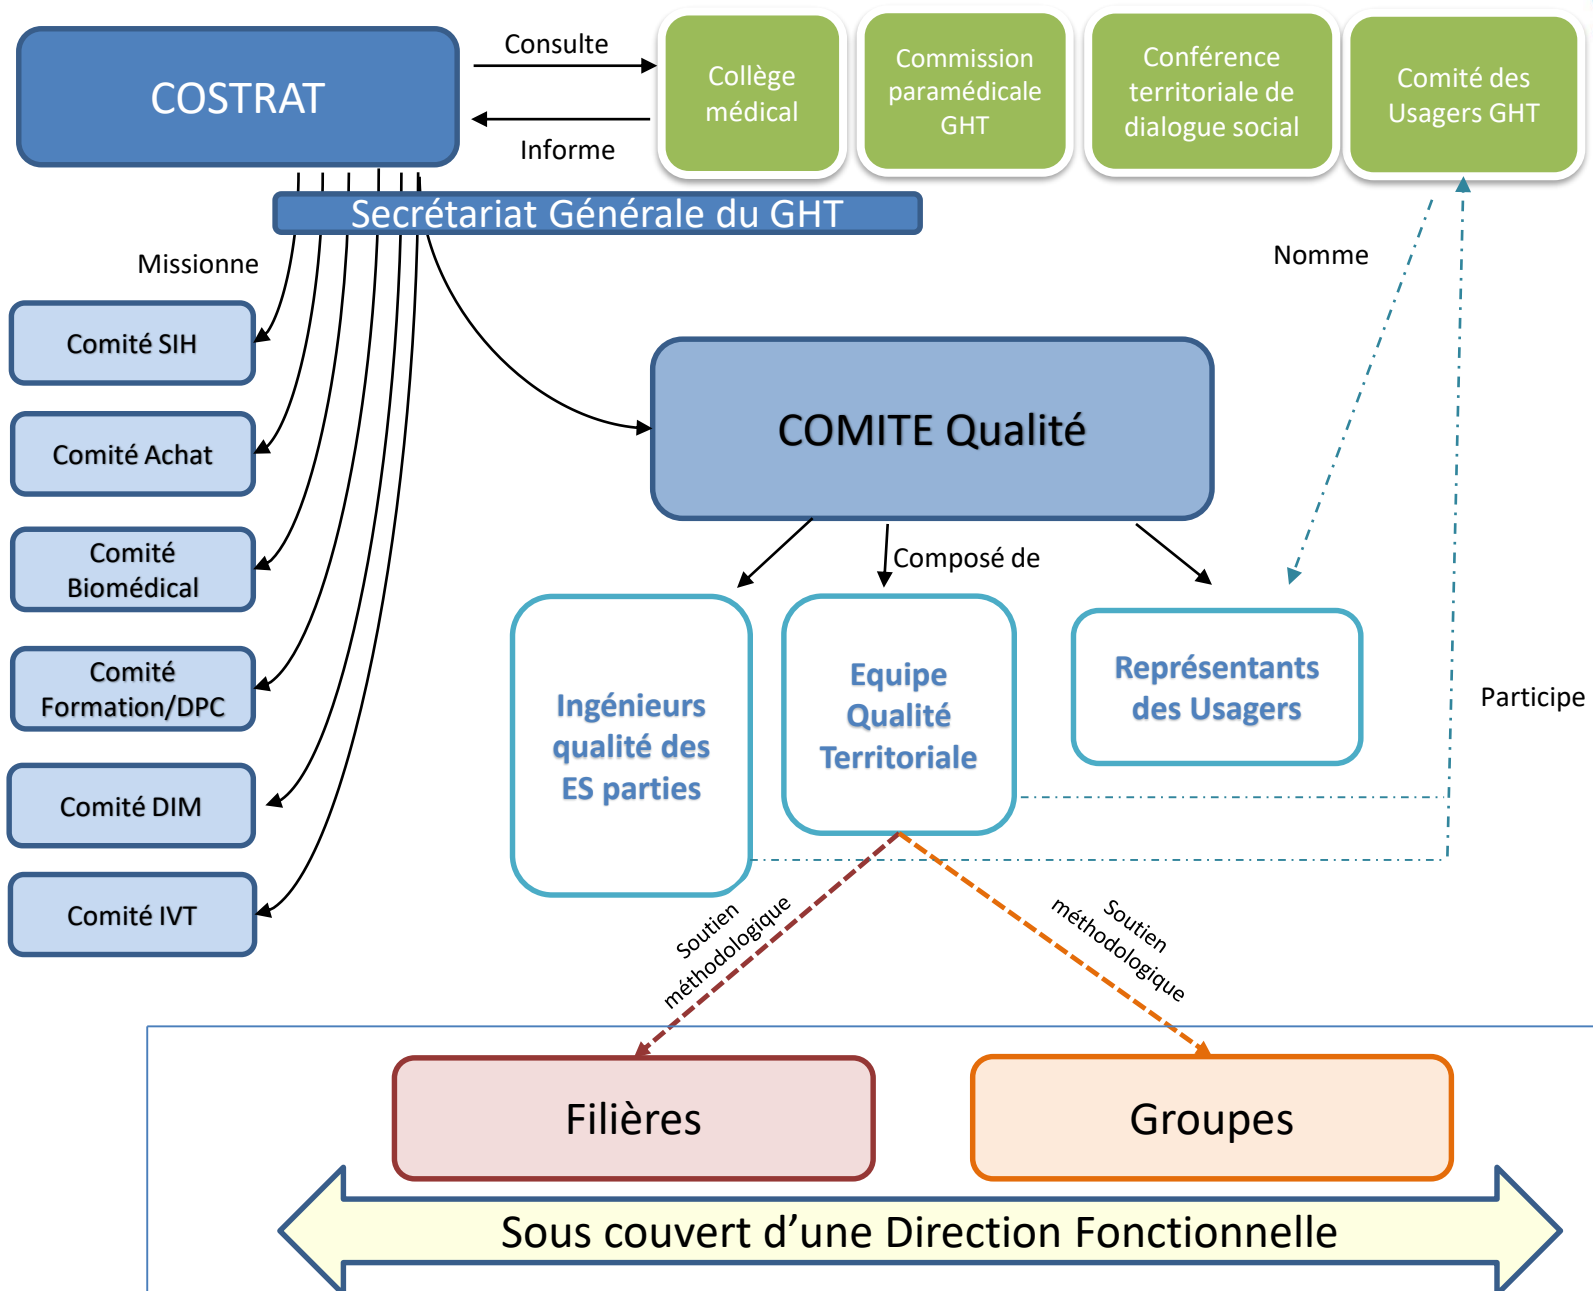 COSTRAT
Consulte
Informe
Collège
médical
Commission
paramédicale
GHT
Conférence
territoriale de
dialogue social
Comité des
Usagers GHT
Secrétariat Générale du GHT
Missionne
Nomme
Comité SIH
Comité Achat
Comité
Biomédical
Comité
Formation/DPC
Comité DIM
Comité IVT
COMITE Qualité
Composé de
Ingénieurs
qualité des
ES parties
Equipe
Qualité
Territoriale
Représentants
des Usagers
Participe
Soutien
méthodologique
Soutien
méthodologique
Filières
Groupes
Sous couvert d’une Direction Fonctionnelle